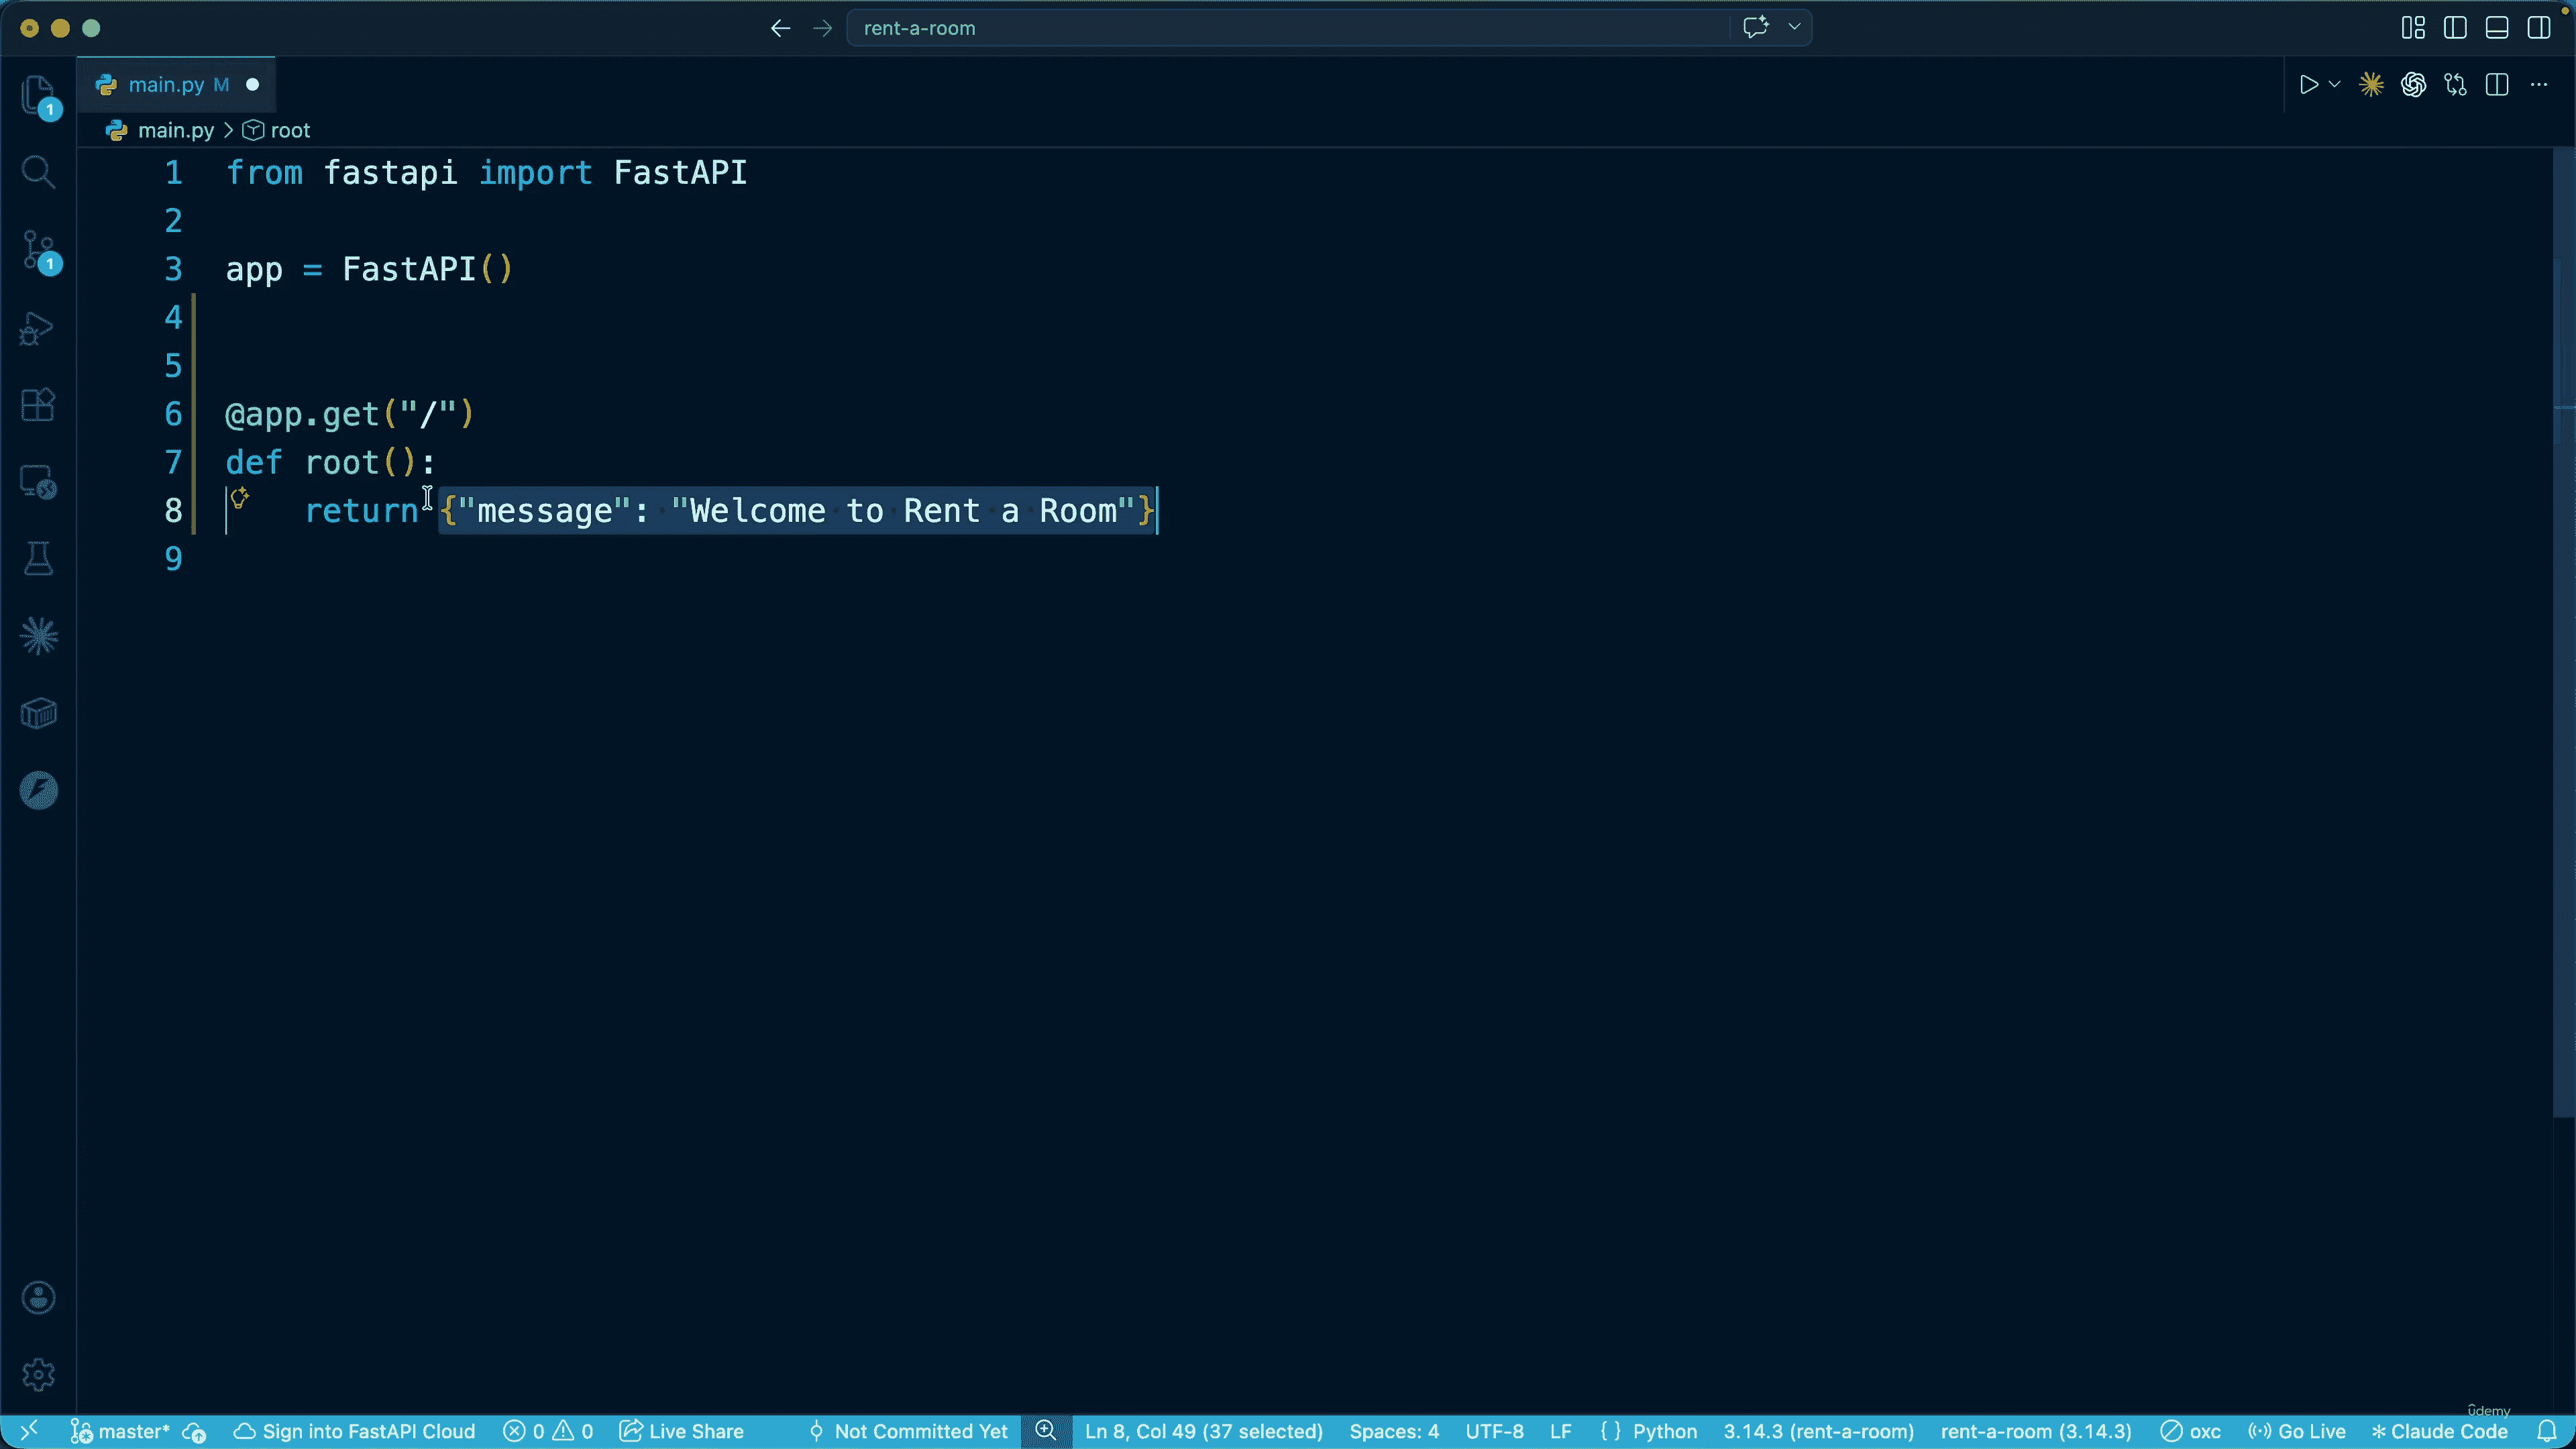 rent-a-room
1
main.py M
main.py > root
1 from fastapi import FastAPI
2
3 app = FastAPI()
4
5
6 @app.get("/")
7 def root():
8     return {"message": "Welcome to Rent a Room"}
9
1
udemy
master* Sign into FastAPI Cloud 0 0 Live Share Not Committed Yet Ln 8, Col 49 (37 selected) Spaces: 4 UTF-8 LF { } Python 3.14.3 (rent-a-room) rent-a-room (3.14.3) oxc Go Live Claude Code